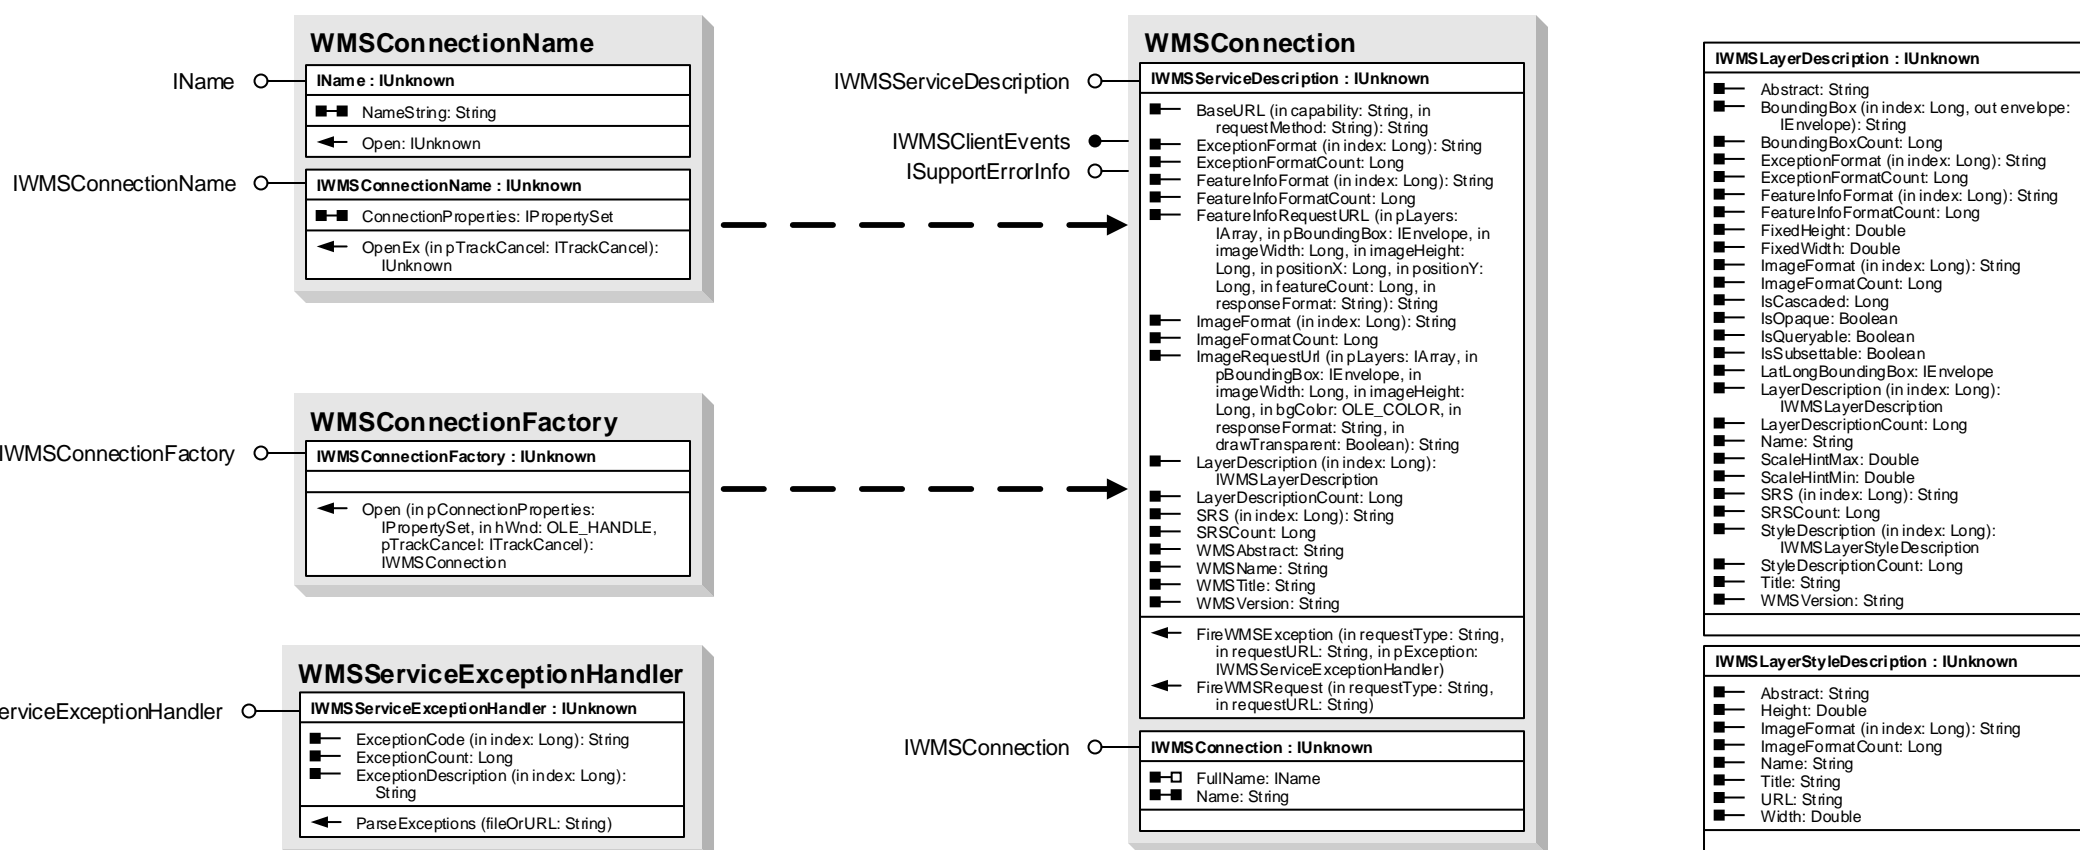 WMSConnectionName
IName
IName : IUnknown
NameString: String
Open: IUnknown
IWMSConnectionName
IWMSConnectionName : IUnknown
ConnectionProperties: IPropertySet
OpenEx (in pTrackCancel: ITrackCancel):
IUnknown
WMSConnectionFactory
IWMSConnectionFactory
IWMSConnectionFactory : IUnknown
Open (in pConnectionProperties:
IPropertySet, in hWnd: OLE_HANDLE,
pTrackCancel: ITrackCancel):
IWMSConnection
WMSServiceExceptionHandler
erviceExceptionHandler
IWMSServiceExceptionHandler : IUnknown
ExceptionCode (in index: Long): String
ExceptionCount: Long
ExceptionDescription (in index: Long):
String
ParseExceptions (fileOrURL: String)
WMSConnection
IWMSServiceDescription
IWMSClientEvents
ISupportErrorInfo
IWMSServiceDescription : IUnknown
BaseURL (in capability: String, in
requestMethod: String): String
ExceptionFormat (in index: Long): String
ExceptionFormatCount: Long
FeatureInfoFormat (in index: Long): String
FeatureInfoFormatCount: Long
FeatureInfoRequestURL (in pLayers:
IArray, in pBoundingBox: IEnvelope, in
imageWidth: Long, in imageHeight:
Long, in positionX: Long, in positionY:
Long, in featureCount: Long, in
responseFormat: String): String
ImageFormat (in index: Long): String
ImageFormatCount: Long
ImageRequestUrl (in pLayers: IArray, in
pBoundingBox: IEnvelope, in
imageWidth: Long, in imageHeight:
Long, in bgColor: OLE_COLOR, in
responseFormat: String, in
drawTransparent: Boolean): String
LayerDescription (in index: Long):
IWMSLayerDescription
LayerDescriptionCount: Long
SRS (in index: Long): String
SRSCount: Long
WMSAbstract: String
WMSName: String
WMSTitle: String
WMSVersion: String
FireWMSException (in requestType: String,
in requestURL: String, in pException:
IWMSServiceExceptionHandler)
FireWMSRequest (in requestType: String,
in requestURL: String)
IWMSConnection
IWMSConnection : IUnknown
FullName: IName
Name: String
IWMSLayerDescription : IUnknown
Abstract: String
BoundingBox (in index: Long, out envelope:
IEnvelope): String
BoundingBoxCount: Long
ExceptionFormat (in index: Long): String
ExceptionFormatCount: Long
FeatureInfoFormat (in index: Long): String
FeatureInfoFormatCount: Long
FixedHeight: Double
FixedWidth: Double
ImageFormat (in index: Long): String
ImageFormatCount: Long
IsCascaded: Long
IsOpaque: Boolean
IsQueryable: Boolean
IsSubsettable: Boolean
LatLongBoundingBox: IEnvelope
LayerDescription (in index: Long):
IWMSLayerDescription
LayerDescriptionCount: Long
Name: String
ScaleHintMax: Double
ScaleHintMin: Double
SRS (in index: Long): String
SRSCount: Long
StyleDescription (in index: Long):
IWMSLayerStyleDescription
StyleDescriptionCount: Long
Title: String
WMSVersion: String
IWMSLayerStyleDescription : IUnknown
Abstract: String
Height: Double
ImageFormat (in index: Long): String
ImageFormatCount: Long
Name: String
Title: String
URL: String
Width: Double